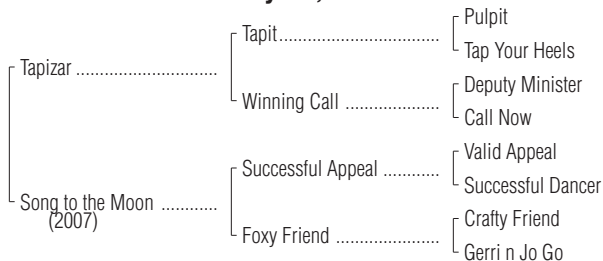 Pulpit
Tapit
Tap Your Heels
Tapizar
Deputy Minister
Winning Call
Call Now
Valid Appeal
Successful Appeal
Successful Dancer
Song to the Moon
(2007)
Crafty Friend
Foxy Friend
Gerri n Jo Go